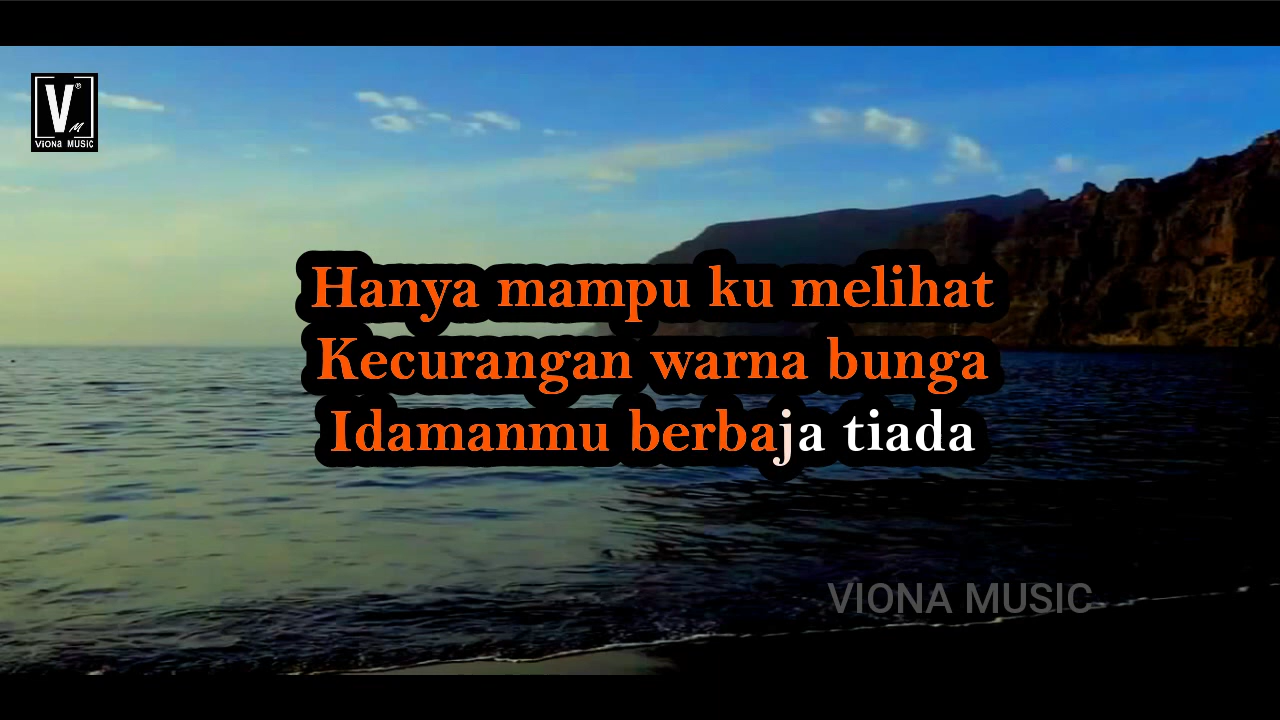 V®
M
ViONa MUSiC
Hanya mampu ku melihat
Kecurangan warna bunga
Idamanmu berbaja tiada
VIONA MUSIC